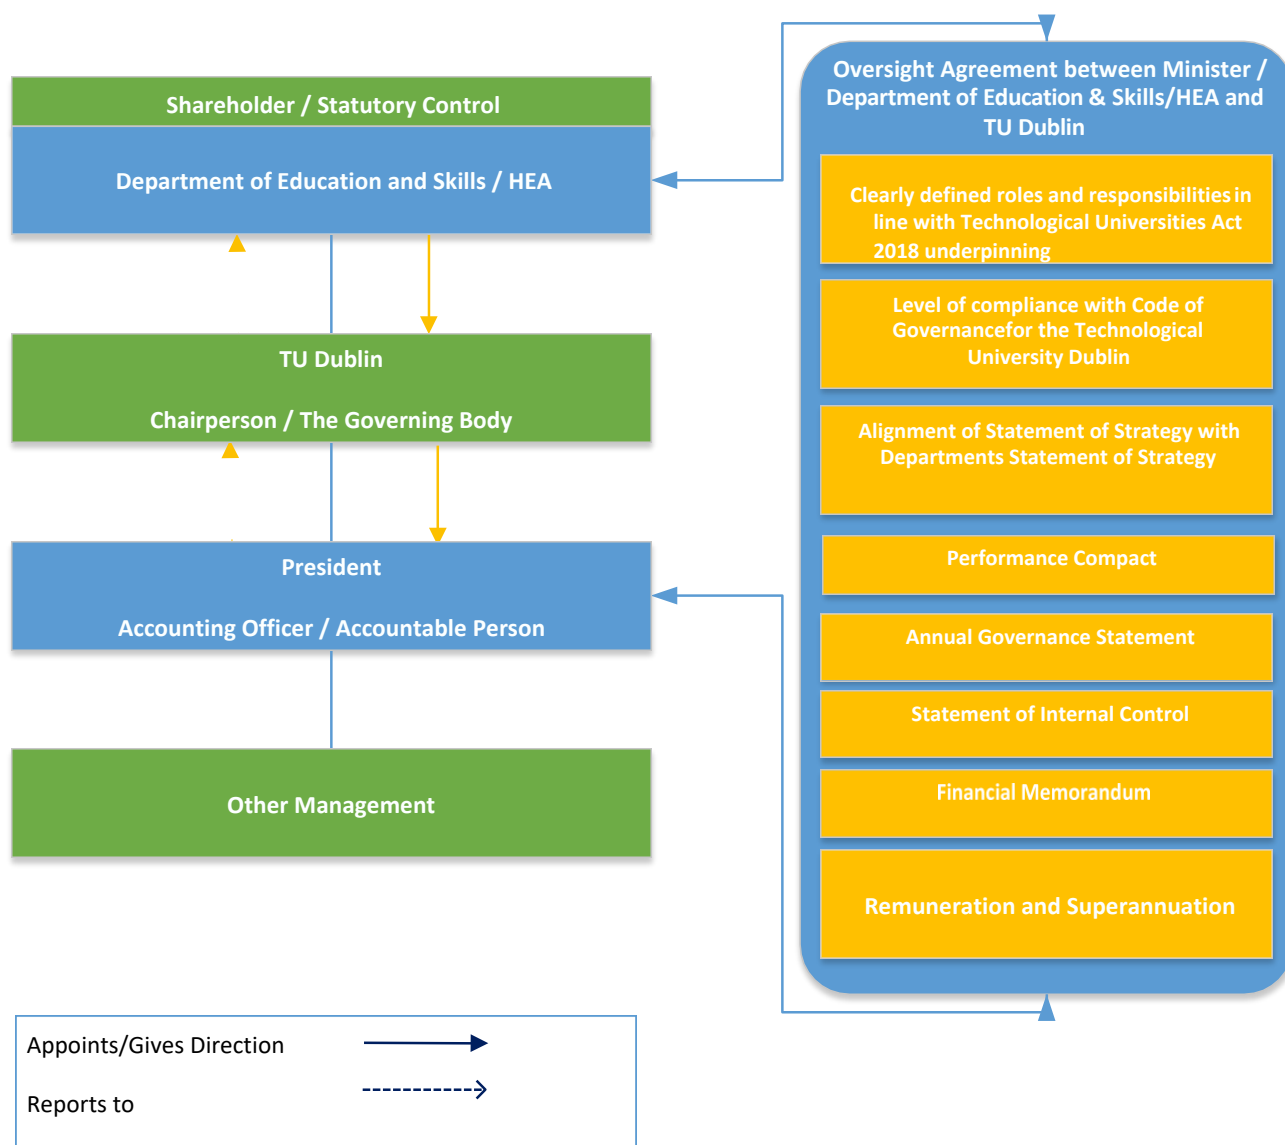 Shareholder / Statutory Control
Department of Education and Skills / HEA
TU Dublin
Chairperson / The Governing Body
President
Accounting Officer / Accountable Person
Other Management
Oversight Agreement between Minister /
Department of Education & Skills/HEA and
TU Dublin
Clearly defined roles and responsibilities in
line with Technological Universities Act
2018 underpinning
Level of compliance with Code of
Governancefor the Technological
University Dublin
Alignment of Statement of Strategy with
Departments Statement of Strategy
Performance Compact
Annual Governance Statement
Statement of Internal Control
Financial Memorandum
Remuneration and Superannuation
Appoints/Gives Direction
Reports to